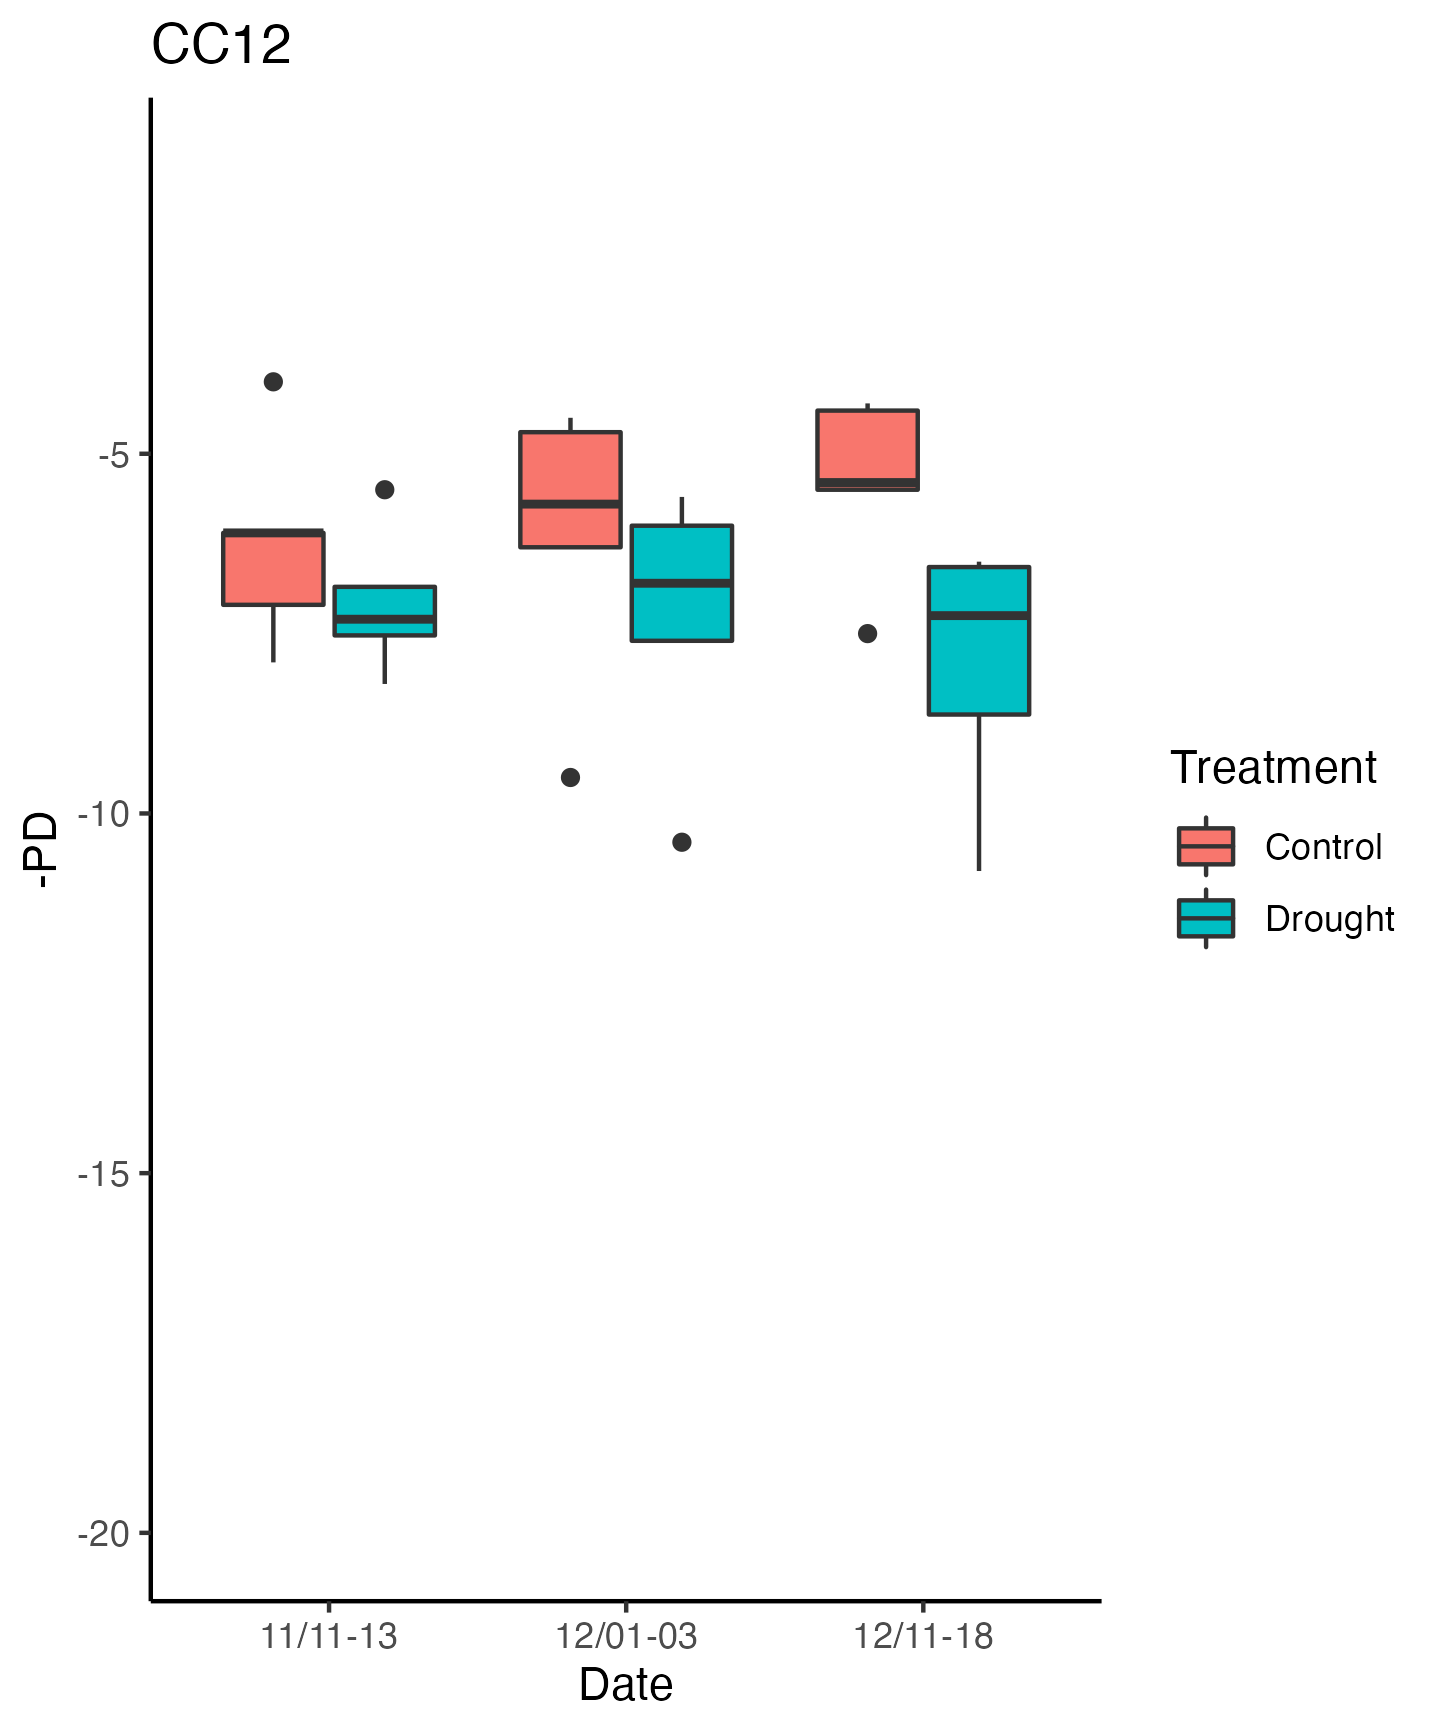 CC12
-5
-10
-15
-20
-PD
11/11-13
12/01-03
12/11-18
Date
Treatment
Control
Drought